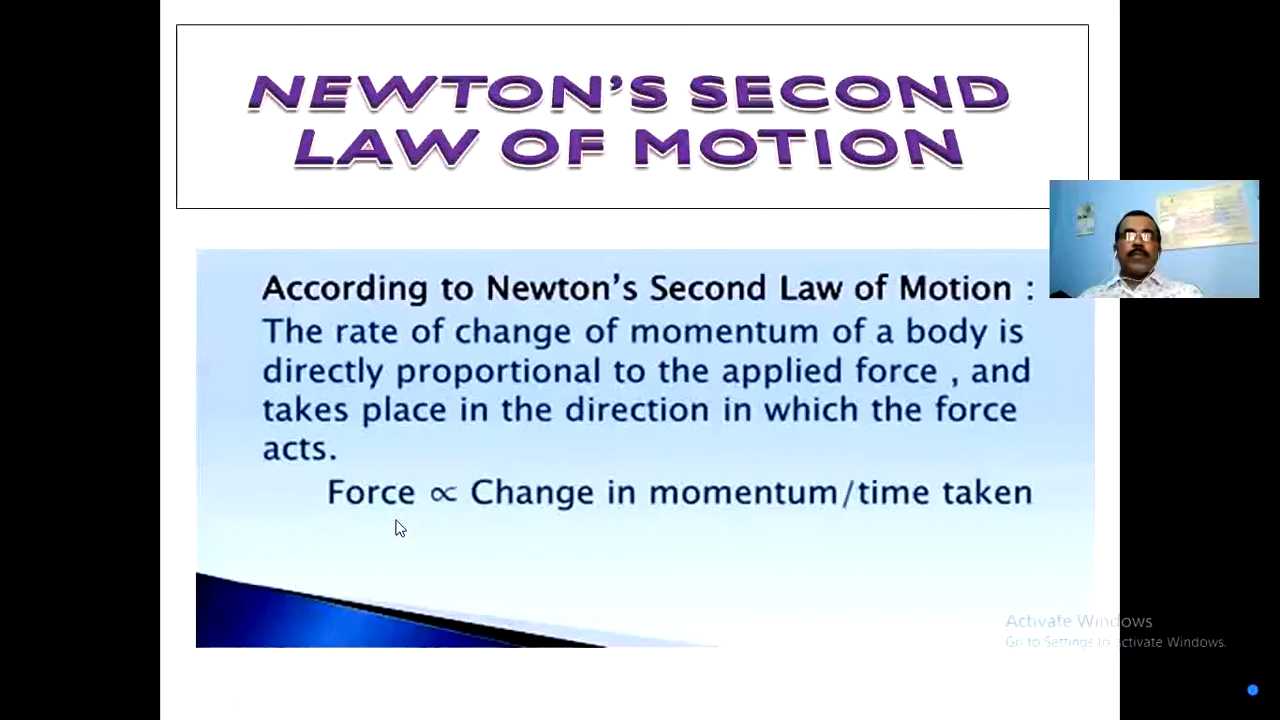 NEWTON’S SECOND
LAW OF MOTION
According to Newton’s Second Law of Motion :
The rate of change of momentum of a body is
directly proportional to the applied force , and
takes place in the direction in which the force
acts.
Force ∝ Change in momentum/time taken
Activate Windows
Go to Settings to activate Windows.